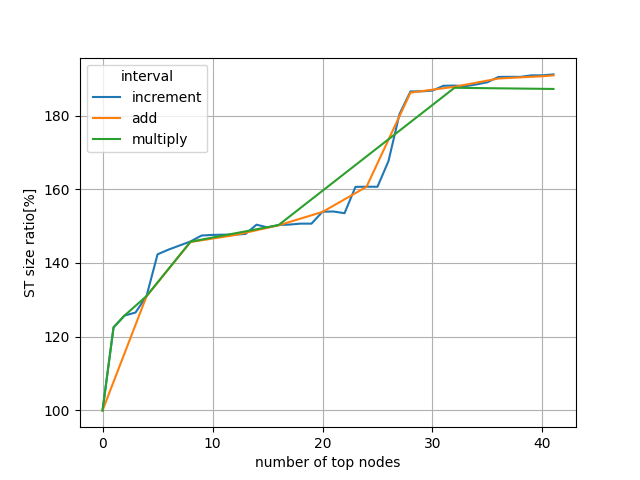 interval
increment
add
multiply
ST size ratio[%]
180
160
140
120
100
0 10 20 30 40
number of top nodes